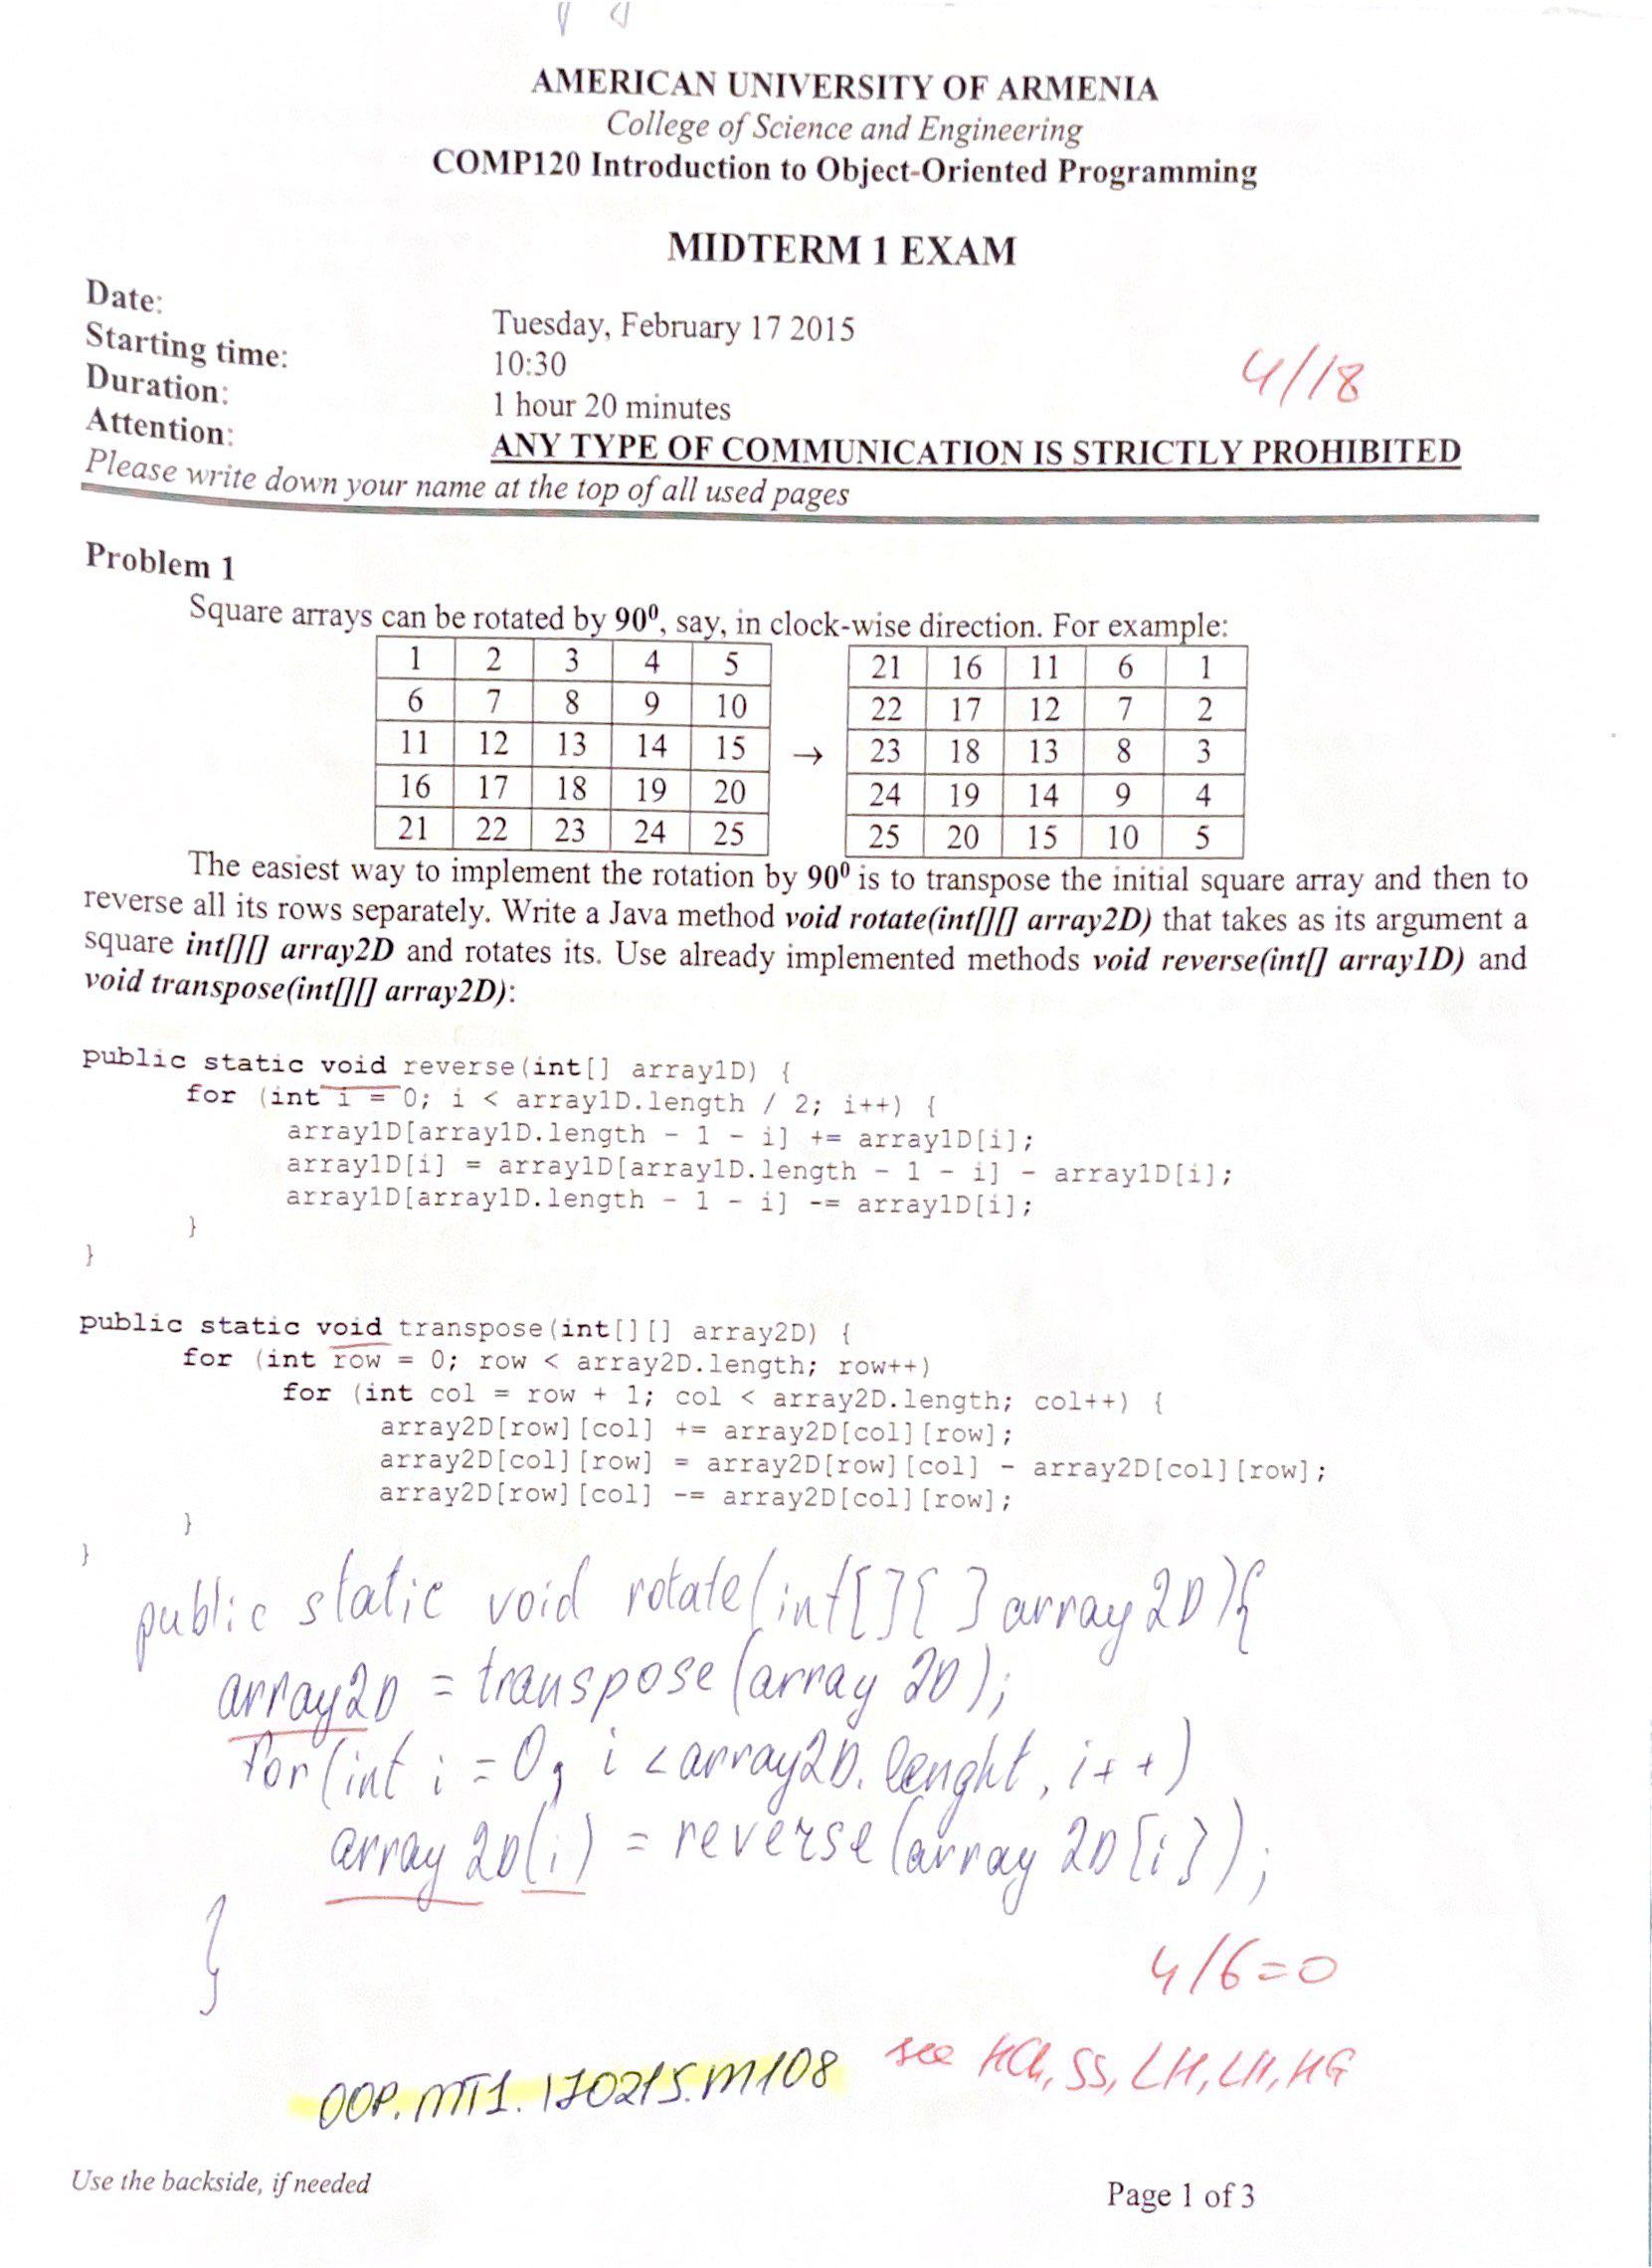 AMERICAN UNIVERSITY OF ARMENIA
College of Science and Engineering
COMP120 Introduction to Object-Oriented Programming
MIDTERM 1 EXAM
Date: Tuesday, February 17 2015
Starting time: 10:30
Duration: 1 hour 20 minutes
4/18
Attention: ANY TYPE OF COMMUNICATION IS STRICTLY PROHIBITED
Please write down your name at the top of all used pages
Problem 1
Square arrays can be rotated by 90⁰, say, in clock-wise direction. For example:
1 2 3 4 5 21 16 11 6 1
6 7 8 9 10 22 17 12 7 2
11 12 13 14 15 → 23 18 13 8 3
16 17 18 19 20 24 19 14 9 4
21 22 23 24 25 25 20 15 10 5
The easiest way to implement the rotation by 90⁰ is to transpose the initial square array and then to
reverse all its rows separately. Write a Java method void rotate(int[][] array2D) that takes as its argument a
square int[][] array2D and rotates its. Use already implemented methods void reverse(int[] array1D) and
void transpose(int[][] array2D):
public static void reverse(int[] array1D) {
for (int i = 0; i < array1D.length / 2; i++) {
array1D[array1D.length - 1 - i] += array1D[i];
array1D[i] = array1D[array1D.length - 1 - i] - array1D[i];
array1D[array1D.length - 1 - i] -= array1D[i];
}
}
public static void transpose(int[][] array2D) {
for (int row = 0; row < array2D.length; row++)
for (int col = row + 1; col < array2D.length; col++) {
array2D[row][col] += array2D[col][row];
array2D[col][row] = array2D[row][col] - array2D[col][row];
array2D[row][col] -= array2D[col][row];
}
}
public static void rotate(int[][] array2D){
array2D = transpose(array 2D);
for(int i = 0, i < array2D.lenght, i++)
array 2D(i) = reverse(array 2D[i]);
}
4/6=0
see HCh, SS, LH, LH, HG
OOP.MT1.170215.M108
Use the backside, if needed
Page 1 of 3